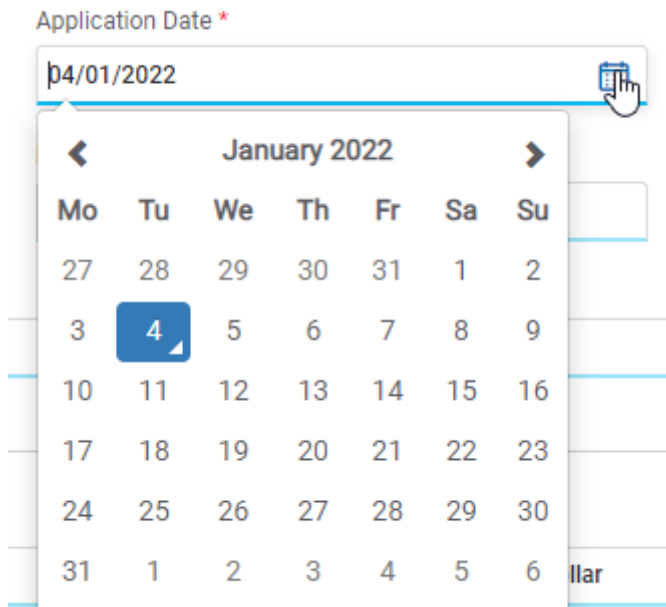 Application Date *
04/01/2022
January 2022
Mo Tu We Th Fr Sa Su
27 28 29 30 31 1 2
3 4 5 6 7 8 9
10 11 12 13 14 15 16
17 18 19 20 21 22 23
24 25 26 27 28 29 30
31 1 2 3 4 5 6
llar